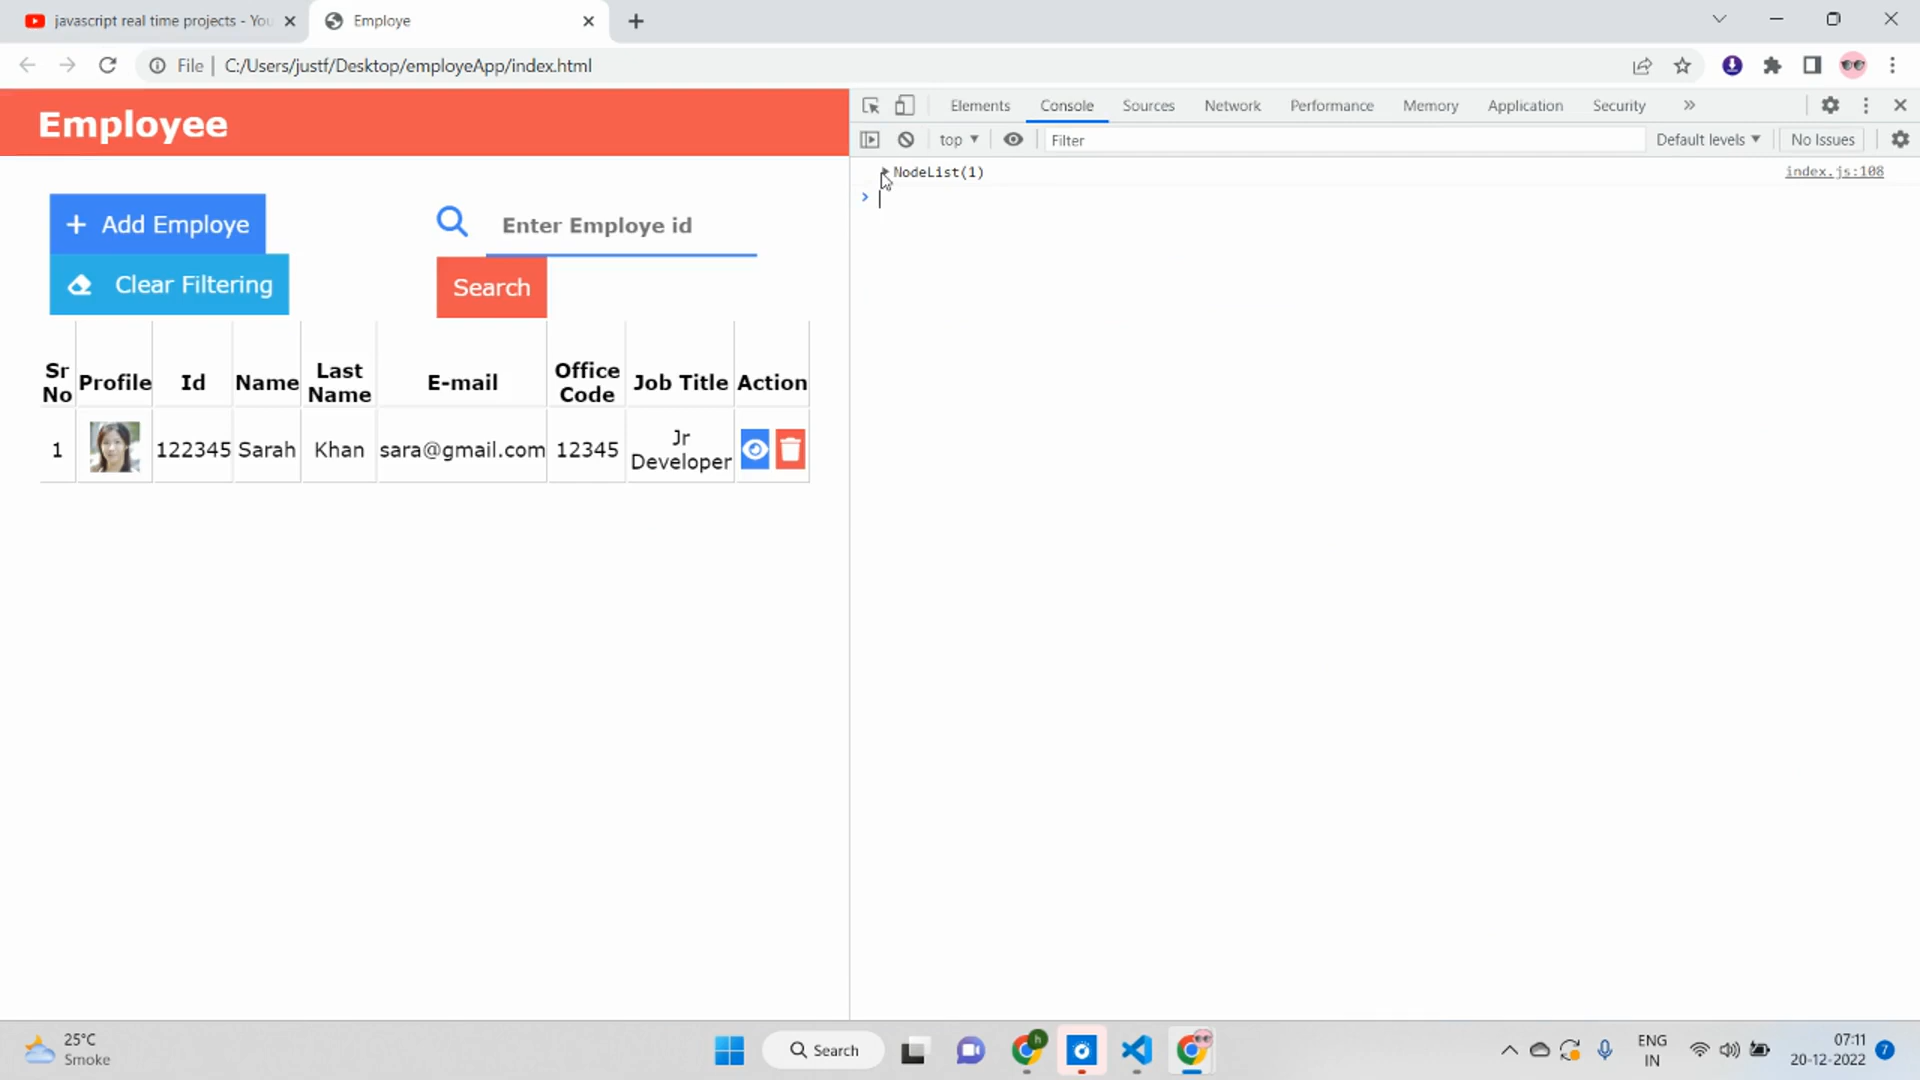 javascript real time projects - You
Employe
File | C:/Users/justf/Desktop/employeApp/index.html
Employee
Elements Console Sources Network Performance Memory Application Security
top Filter Default levels No Issues
NodeList(1) index.js:108
Add Employe
Enter Employe id
Clear Filtering
Search
Sr No Profile Id Name Last Name E-mail Office Code Job Title Action
1 122345 Sarah Khan sara@gmail.com 12345 Jr Developer
25°C
Smoke
Search
h
ENG
IN
07:11
20-12-2022
7